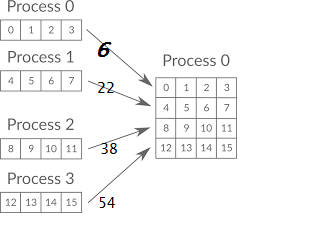 Process 0
0 1 2 3
6
Process 1
4 5 6 7
22
Process 2
8 9 10 11
38
Process 3
12 13 14 15
54
Process 0
0 1 2 3
4 5 6 7
8 9 10 11
12 13 14 15